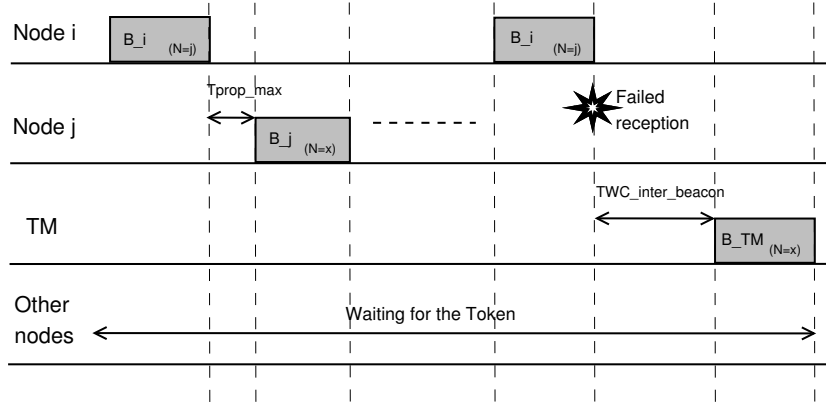 Node i
B_i
(N=j)
B_i
(N=j)
Tprop_max
Node j
B_j
(N=x)
Failed
reception
TWC_inter_beacon
TM
B_TM
(N=x)
Other
nodes
Waiting for the Token